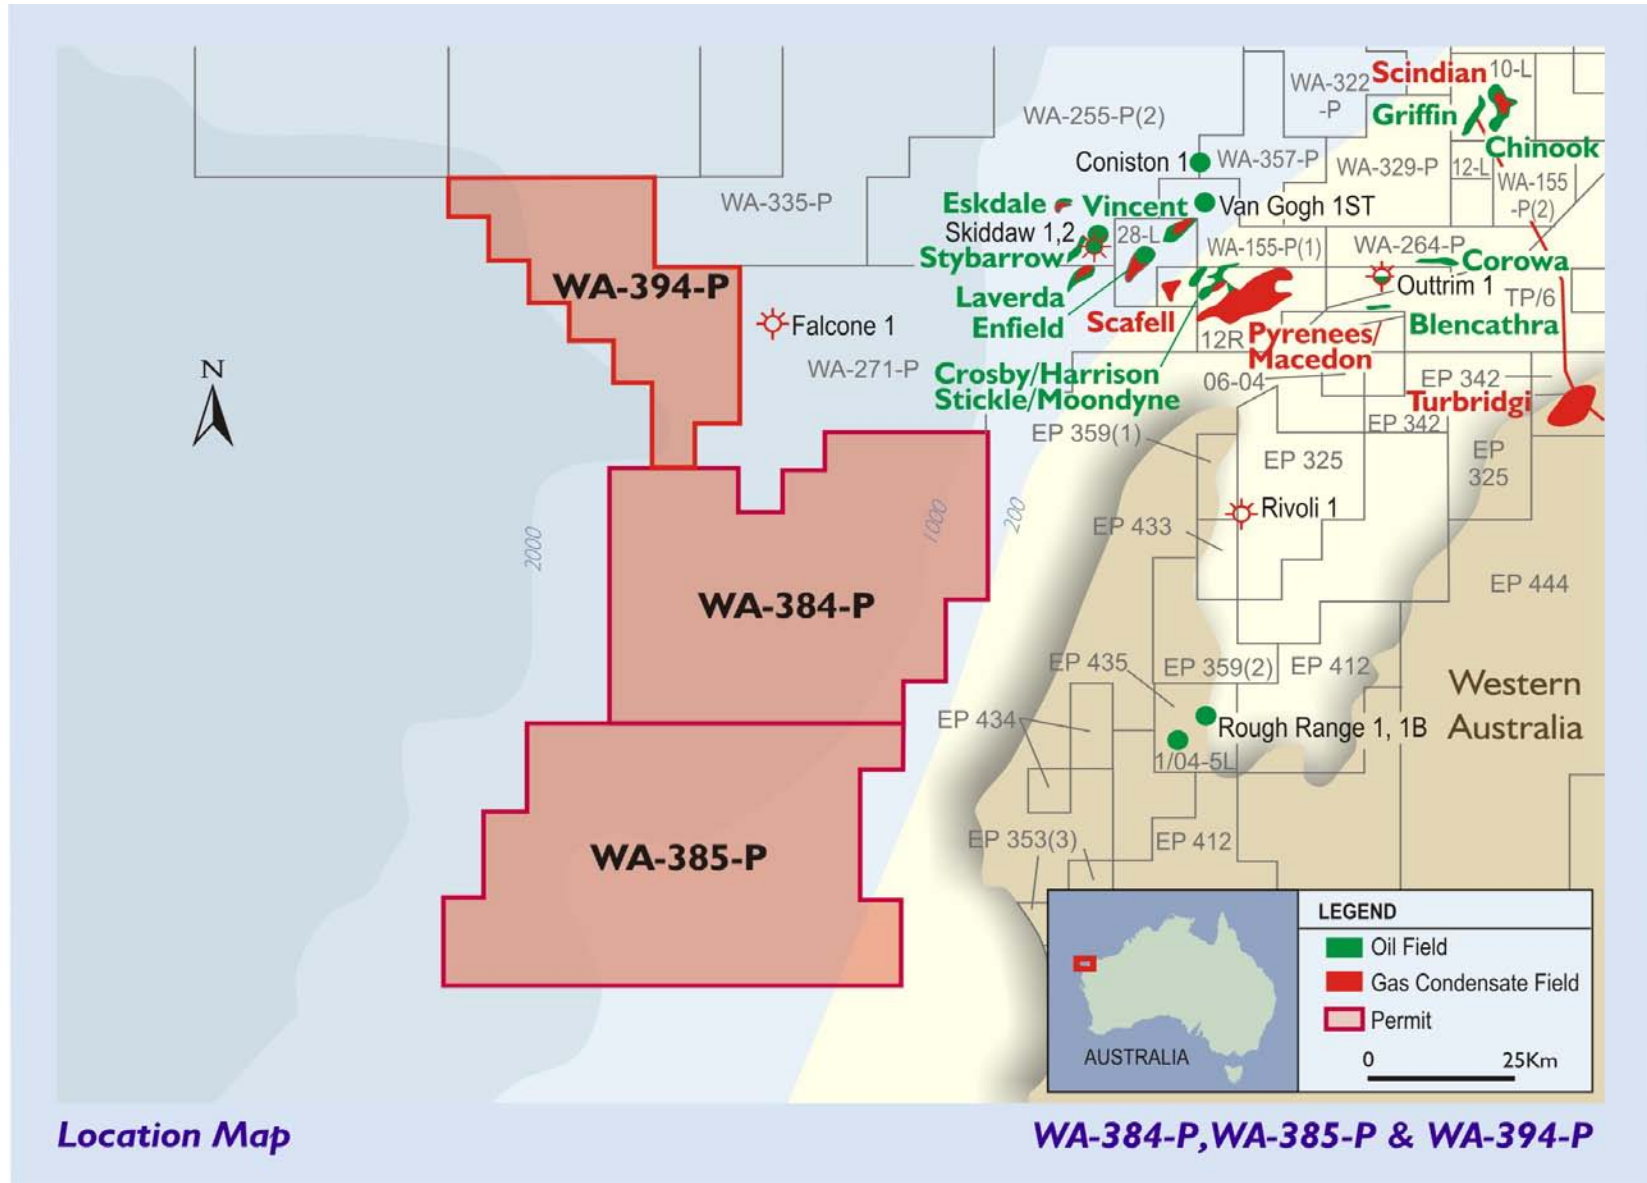 WA-322
-P
Scindian
10-L
WA-255-P(2)
Griffin
Chinook
Coniston 1
WA-357-P
WA-329-P
12-L
WA-155
-P(2)
WA-335-P
Eskdale
Vincent
Van Gogh 1ST
Skiddaw 1,2
28-L
WA-155-P(1)
WA-264-P
Stybarrow
Corowa
WA-394-P
Outtrim 1
TP/6
Laverda
Enfield
Scafell
Falcone 1
Blencathra
12R
Pyrenees/
Macedon
WA-271-P
Crosby/Harrison
Stickle/Moondyne
06-04
EP 342
Turbridgi
N
EP 359(1)
EP 342
EP 325
EP
325
Rivoli 1
2000
1000
200
EP 433
EP 444
WA-384-P
EP 435
EP 359(2)
EP 412
Western
Australia
EP 434
Rough Range 1, 1B
1/04-5L
WA-385-P
EP 353(3)
EP 412
AUSTRALIA
LEGEND
Oil Field
Gas Condensate Field
Permit
0
25Km
Location Map
WA-384-P, WA-385-P & WA-394-P